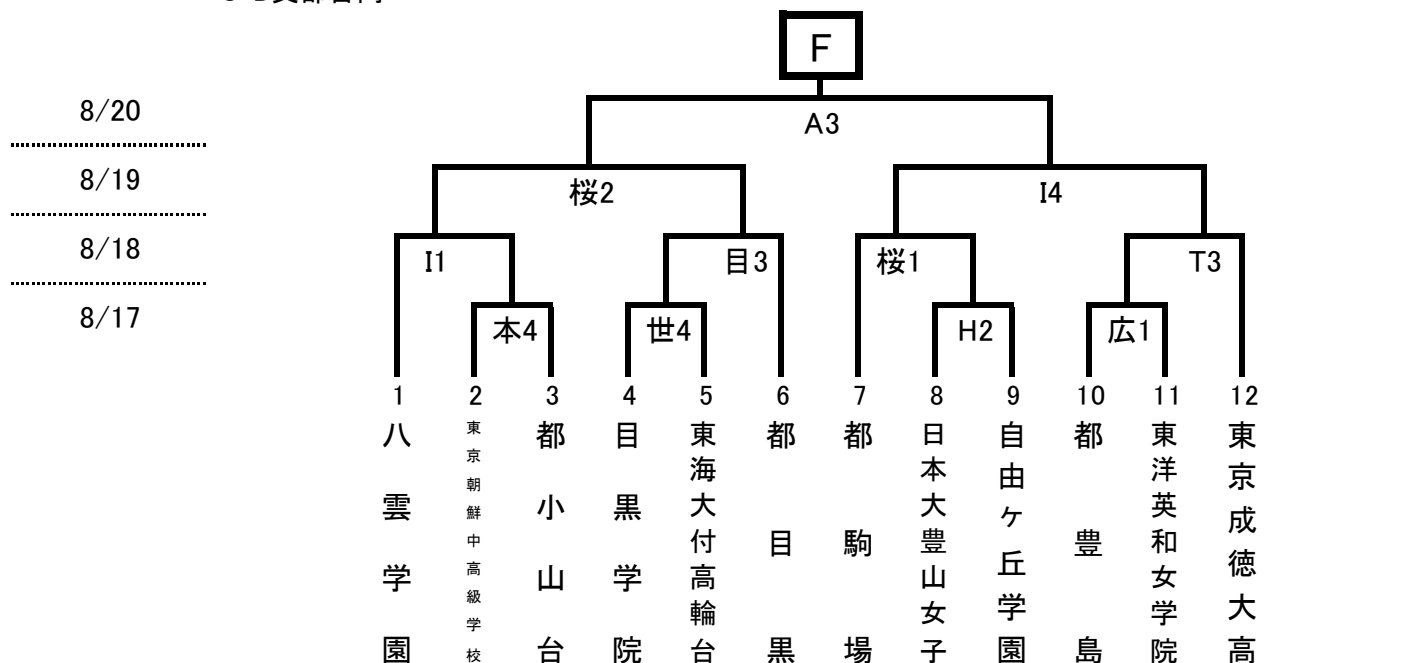 F
8/20
A3
8/19
桜2
I4
8/18
I1
目3
桜1
T3
8/17
本4
世4
H2
広1
1
2
3
4
5
6
7
8
9
10
11
12
八雲学園
東京朝鮮中高級学校
都小山台
目黒学院
東海大付高輪台
都目黒
都駒場
日本大豊山女子
自由ケ丘学園
都豊島
東洋英和女学院
東京成徳大高